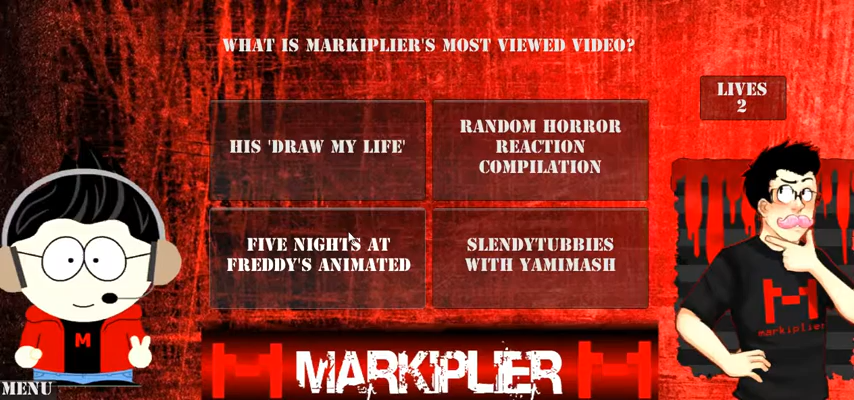 WHAT IS MARKIPLIER'S MOST VIEWED VIDEO?
LIVES
2
HIS 'DRAW MY LIFE'
RANDOM HORROR
REACTION
COMPILATION
FIVE NIGHTS AT
FREDDY'S ANIMATED
SLENDYTUBBIES
WITH YAMIMASH
M
M
markiplier
MENU
M MARKIPLIER M